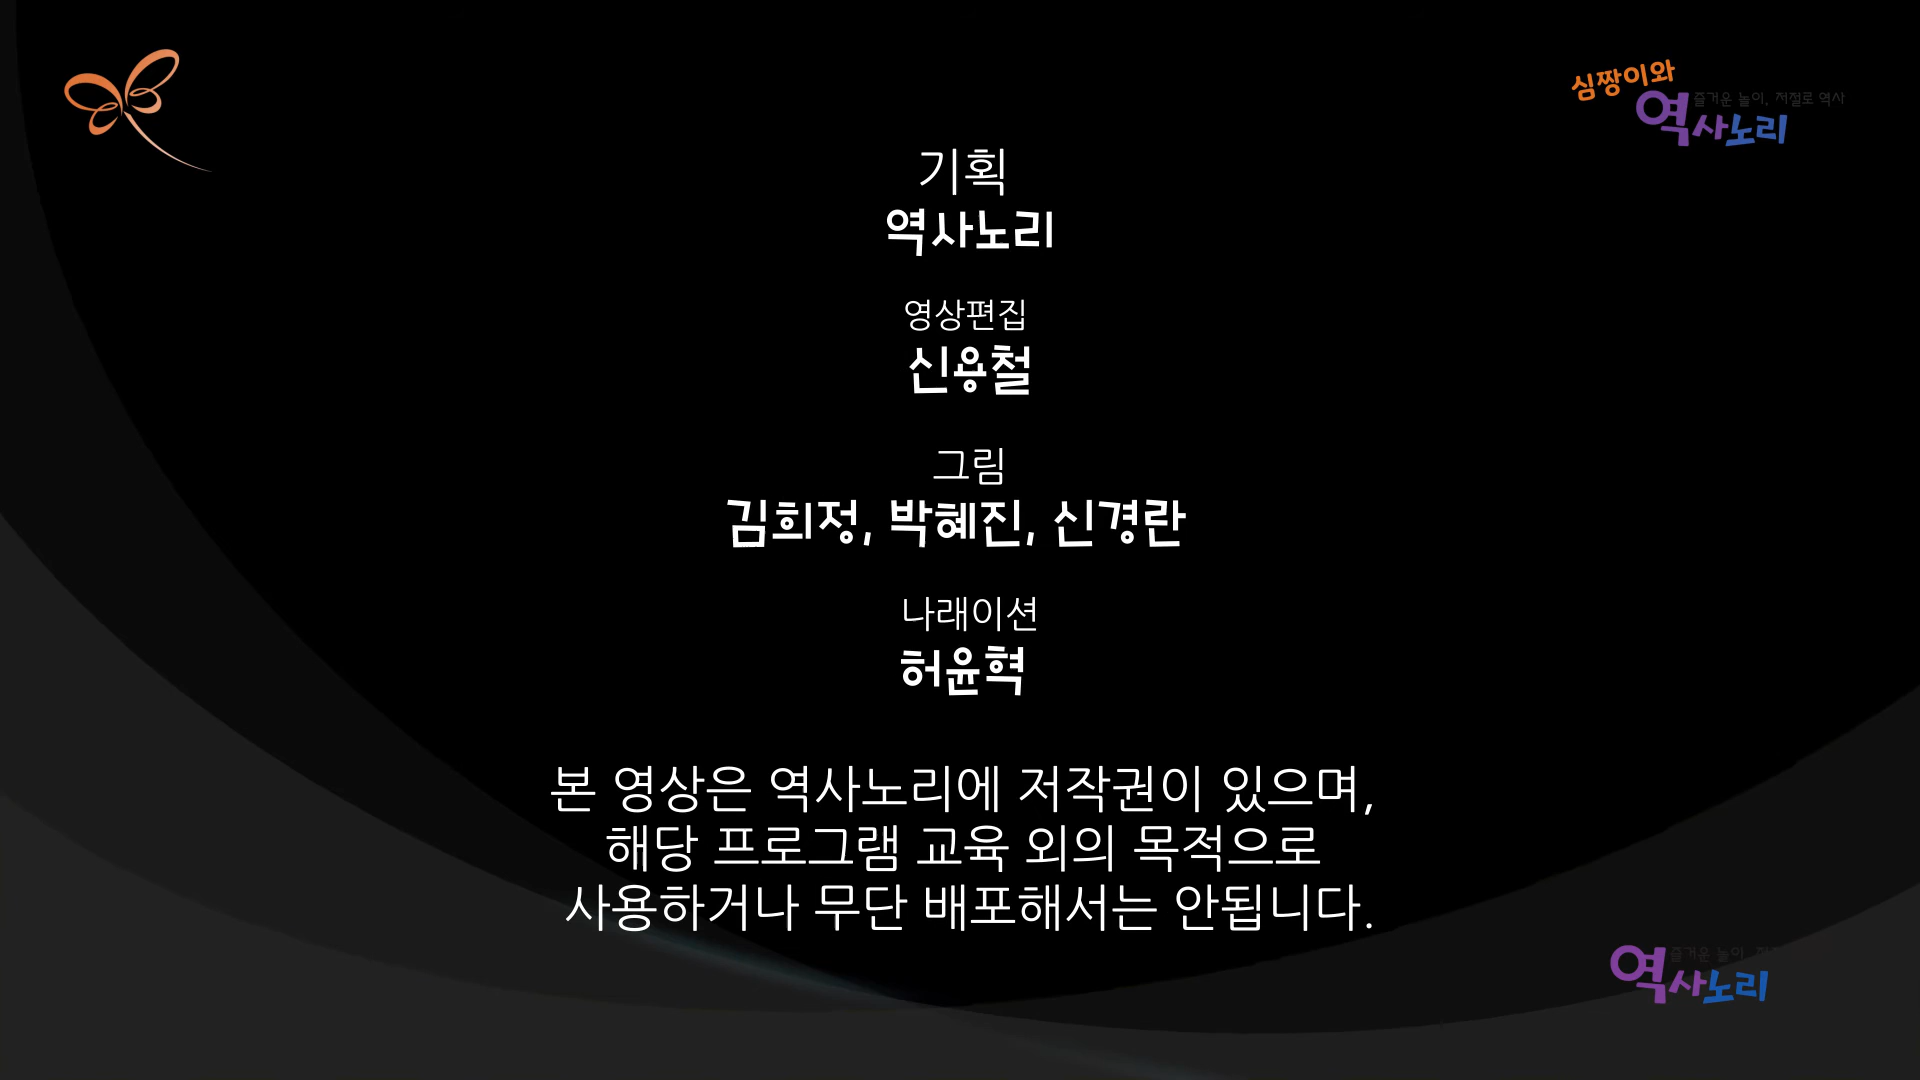 심짱이와
즐거운 놀이, 저절로 역사
역사노리
기획
역사노리
영상편집
신용철
그림
김희정, 박혜진, 신경란
나래이션
허윤혁
본 영상은 역사노리에 저작권이 있으며,
해당 프로그램 교육 외의 목적으로
사용하거나 무단 배포해서는 안됩니다.
즐거운 놀이,
역사노리